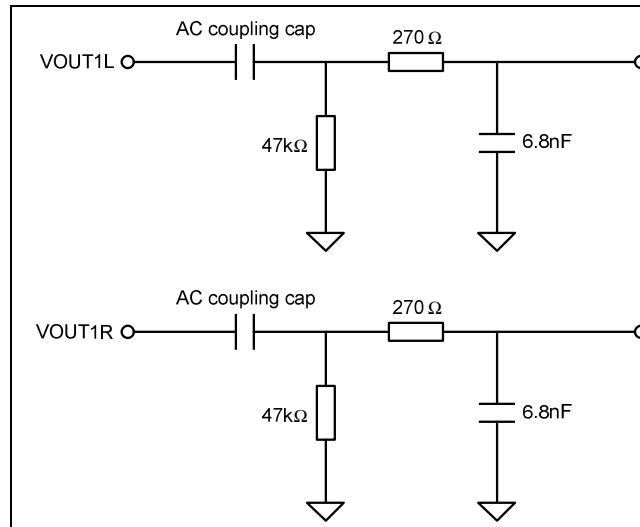 AC coupling cap
270 Ω
VOUT1L
47kΩ
6.8nF
AC coupling cap
270 Ω
VOUT1R
47kΩ
6.8nF